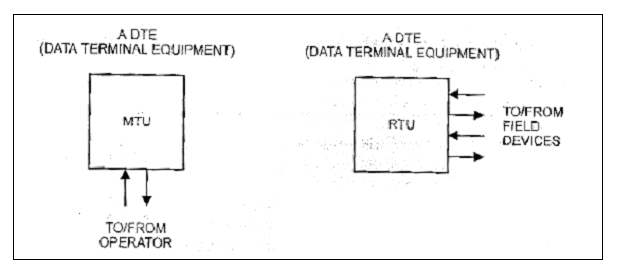 A DTE
(DATA TERMINAL EQUIPMENT)
MTU
TO/FROM
OPERATOR
A DTE
(DATA TERMINAL EQUIPMENT)
RTU
TO/FROM
FIELD
DEVICES